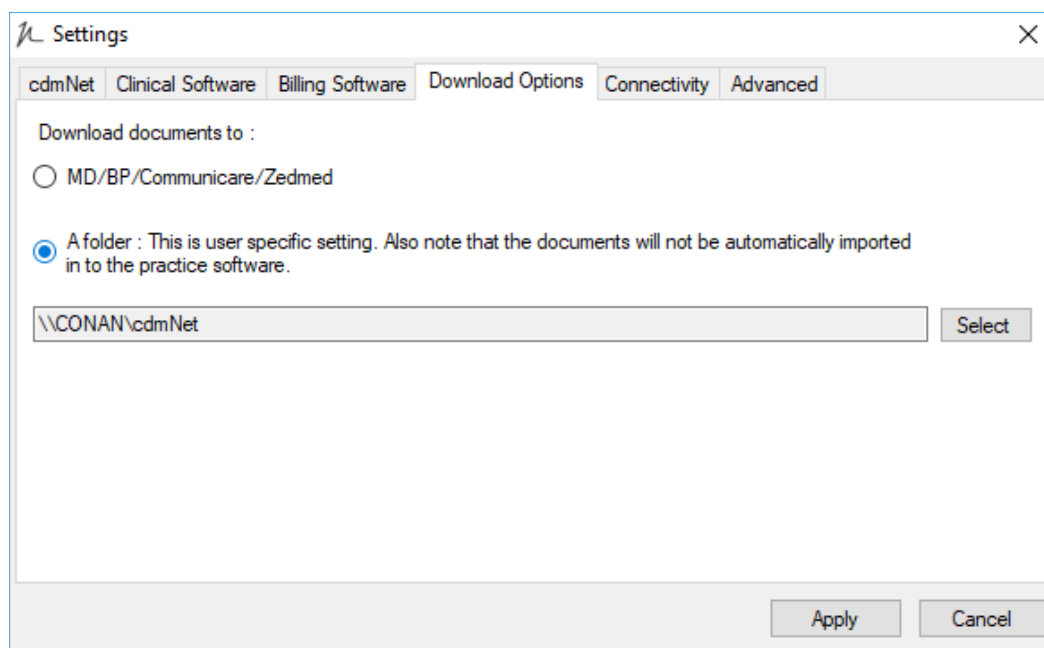 Settings
cdmNet Clinical Software Billing Software Download Options Connectivity Advanced
Download documents to :
MD/BP/Communicare/Zedmed
A folder : This is user specific setting. Also note that the documents will not be automatically imported
in to the practice software.
\\CONAN\cdmNet Select
Apply Cancel